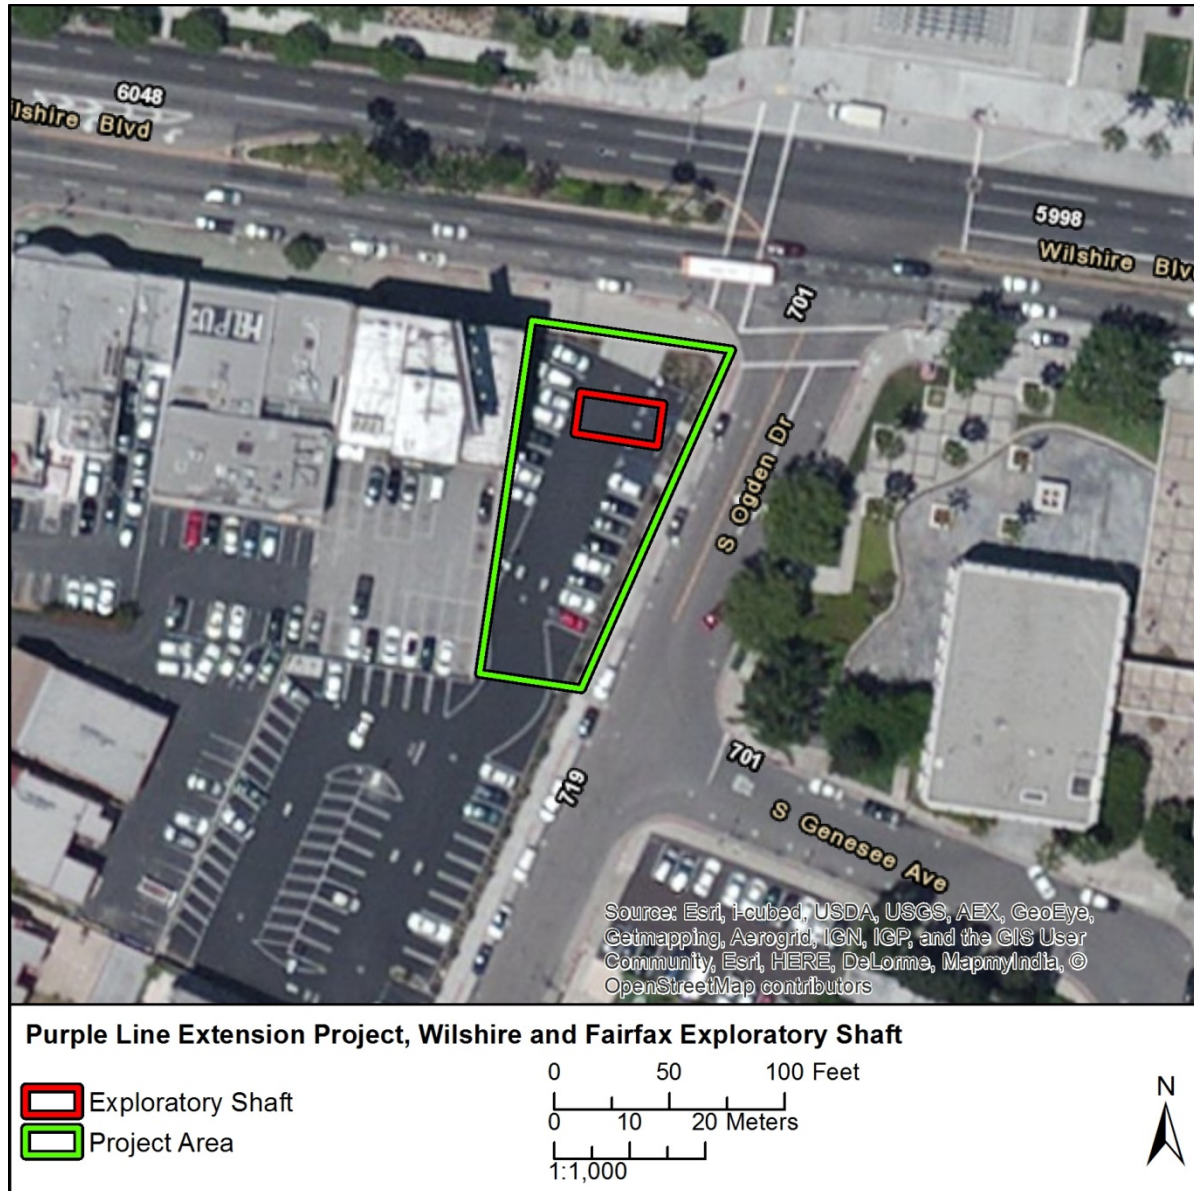 6048
ilshire Blvd
5998
Wilshire Blv
701
S Ogden Dr
701
719
S Genesee Ave
Source: Esri, i-cubed, USDA, USGS, AEX, GeoEye,
Getmapping, Aerogrid, IGN, IGP, and the GIS User
Community, Esri, HERE, DeLorme, MapmyIndia, ©
OpenStreetMap contributors
Purple Line Extension Project, Wilshire and Fairfax Exploratory Shaft
Exploratory Shaft
Project Area
0 50 100 Feet
0 10 20 Meters
1:1,000
N